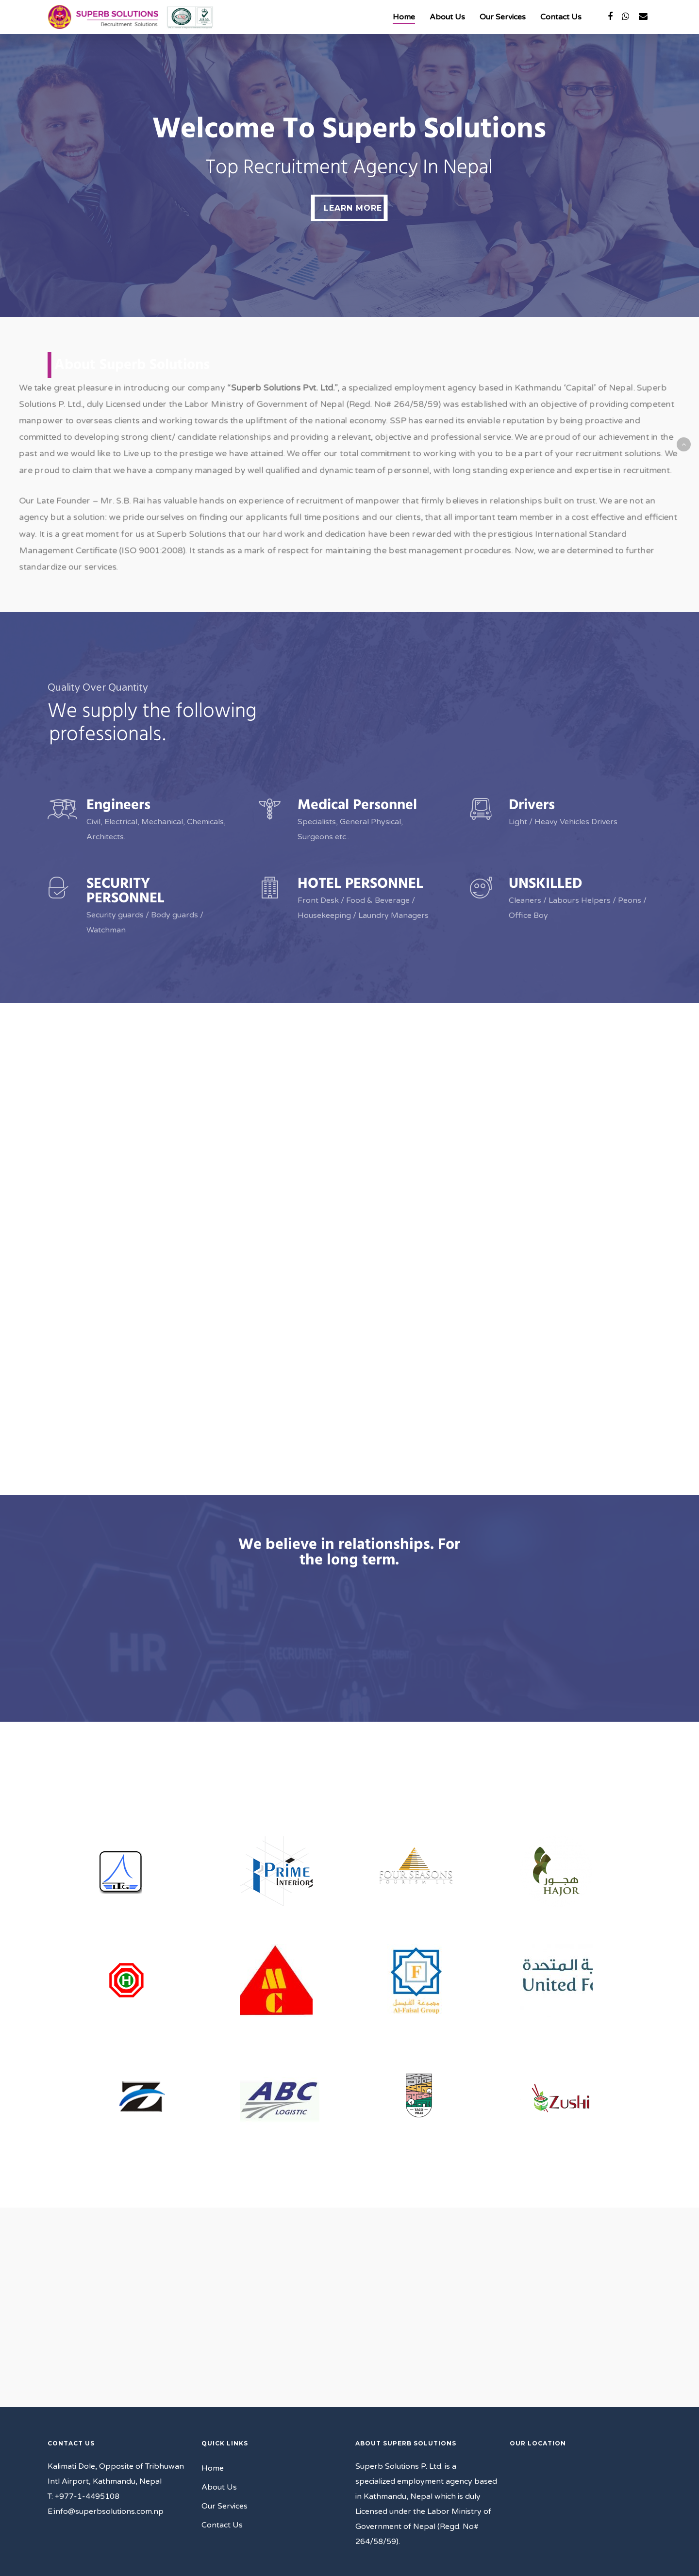 SUPERB SOLUTIONS
Recruitment Solutions
Home
About Us
Our Services
Contact Us
Welcome To Superb Solutions
Top Recruitment Agency In Nepal
LEARN MORE
About Superb Solutions
We take great pleasure in introducing our company “Superb Solutions Pvt. Ltd.”, a specialized employment agency based in Kathmandu ‘Capital’ of Nepal. Superb
Solutions P. Ltd., duly Licensed under the Labor Ministry of Government of Nepal (Regd. No# 264/58/59) was established with an objective of providing competent
manpower to overseas clients and working towards the upliftment of the national economy. SSP has earned its enviable reputation by being proactive and
committed to developing strong client/ candidate relationships and providing a relevant, objective and professional service. We are proud of our achievement in the
past and we would like to Live up to the prestige we have attained. We offer our total commitment to working with you to be a part of your recruitment solutions. We
are proud to claim that we have a company managed by well qualified and dynamic team of personnel, with long standing experience and expertise in recruitment.
Our Late Founder – Mr. S.B. Rai has valuable hands on experience of recruitment of manpower that firmly believes in relationships built on trust. We are not an
agency but a solution: we pride ourselves on finding our applicants full time positions and our clients, that all important team member in a cost effective and efficient
way. It is a great moment for us at Superb Solutions that our hard work and dedication have been rewarded with the prestigious International Standard
Management Certificate (ISO 9001:2008). It stands as a mark of respect for maintaining the best management procedures. Now, we are determined to further
standardize our services.
Quality Over Quantity
We supply the following
professionals.
Engineers
Civil, Electrical, Mechanical, Chemicals,
Architects.
Medical Personnel
Specialists, General Physical,
Surgeons etc.
Drivers
Light / Heavy Vehicles Drivers
SECURITY
PERSONNEL
Security guards / Body guards /
Watchman
HOTEL PERSONNEL
Front Desk / Food & Beverage /
Housekeeping / Laundry Managers
UNSKILLED
Cleaners / Labours Helpers / Peons /
Office Boy
We believe in relationships. For
the long term.
HR
RECRUITMENT
ITC
PRIME
INTERIORS
FOUR SEASONS
TOURISM LLC
هجور
HAJOR
H
MC
F
مجموعة الفيصل
Al-Faisal Group
ة المتحدة
United Fe
Z
ABC
LOGISTIC
Zushi
CONTACT US
Kalimati Dole, Opposite of Tribhuwan
Intl Airport, Kathmandu, Nepal
T: +977-1-4495108
E:info@superbsolutions.com.np
QUICK LINKS
Home
About Us
Our Services
Contact Us
ABOUT SUPERB SOLUTIONS
Superb Solutions P. Ltd. is a
specialized employment agency based
in Kathmandu, Nepal which is duly
Licensed under the Labor Ministry of
Government of Nepal (Regd. No#
264/58/59).
OUR LOCATION